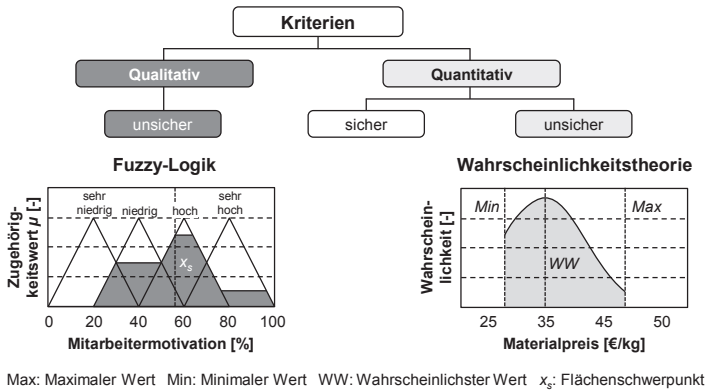 Kriterien
Qualitativ
Quantitativ
unsicher
sicher
unsicher
Fuzzy-Logik
Zugehörig-
keitswert µ [-]
sehr
niedrig
niedrig
hoch
sehr
hoch
xs
0 20 40 60 80 100
Mitarbeitermotivation [%]
Wahrscheinlichkeitstheorie
Wahrschein-
lichkeit [-]
Min
Max
WW
25 35 45 50
Materialpreis [€/kg]
Max: Maximaler Wert Min: Minimaler Wert WW: Wahrscheinlichster Wert xs: Flächenschwerpunkt